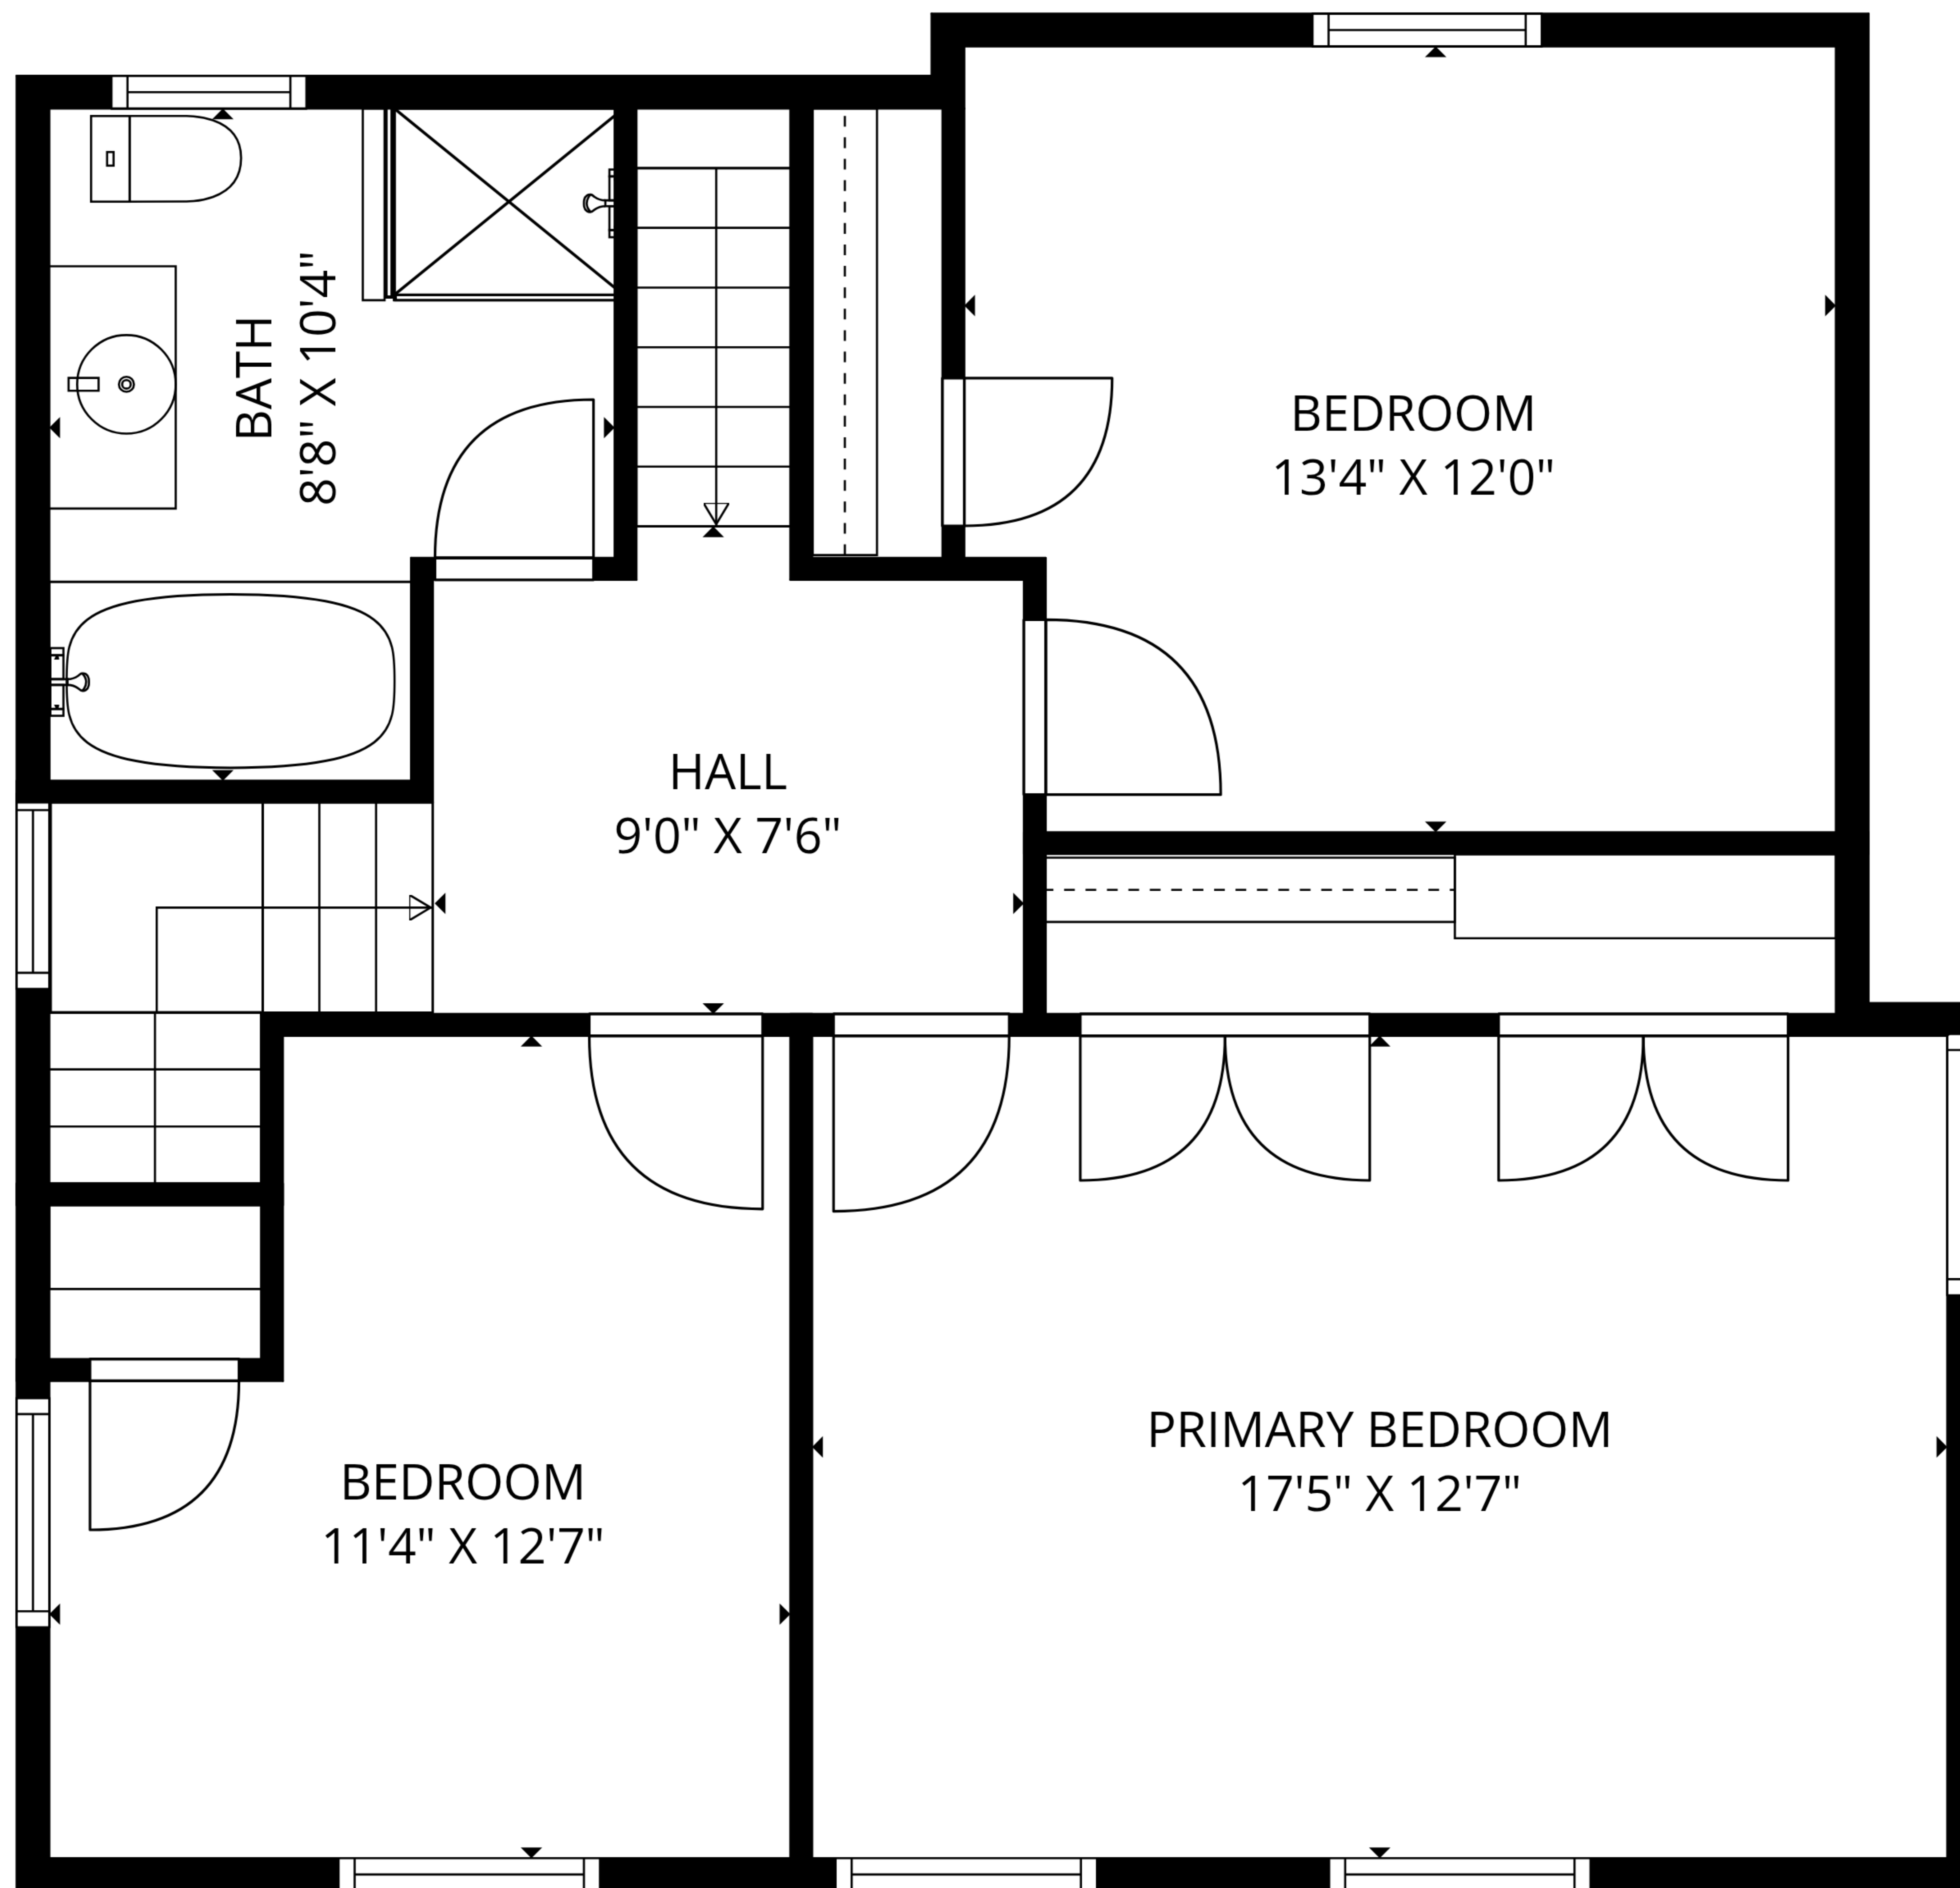 BATH
8'8" X 10'4"
BEDROOM
13'4" X 12'0"
HALL
9'0" X 7'6"
BEDROOM
11'4" X 12'7"
PRIMARY BEDROOM
17'5" X 12'7"